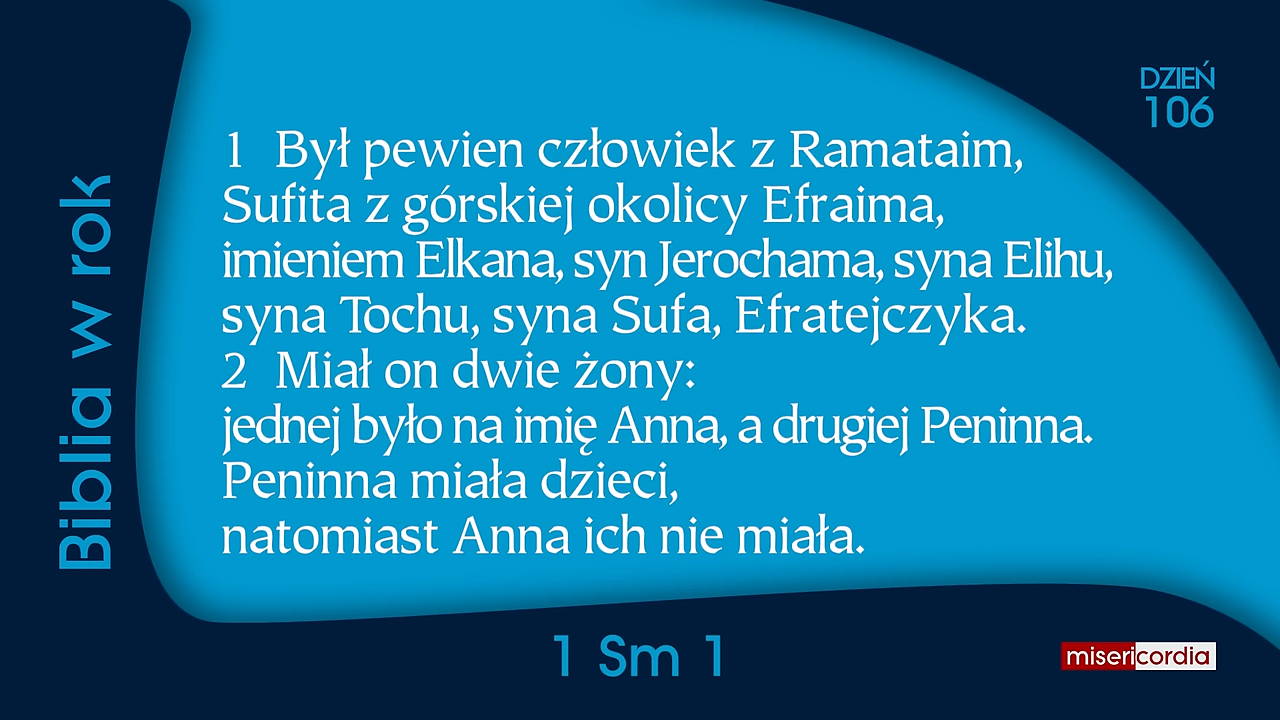 DZIEŃ
106
Biblia w rok
1 Był pewien człowiek z Ramataim,
Sufita z górskiej okolicy Efraima,
imieniem Elkana, syn Jerochama, syna Elihu,
syna Tochu, syna Sufa, Efratejczyka.
2 Miał on dwie żony:
jednej było na imię Anna, a drugiej Peninna.
Peninna miała dzieci,
natomiast Anna ich nie miała.
1 Sm 1
misericordia